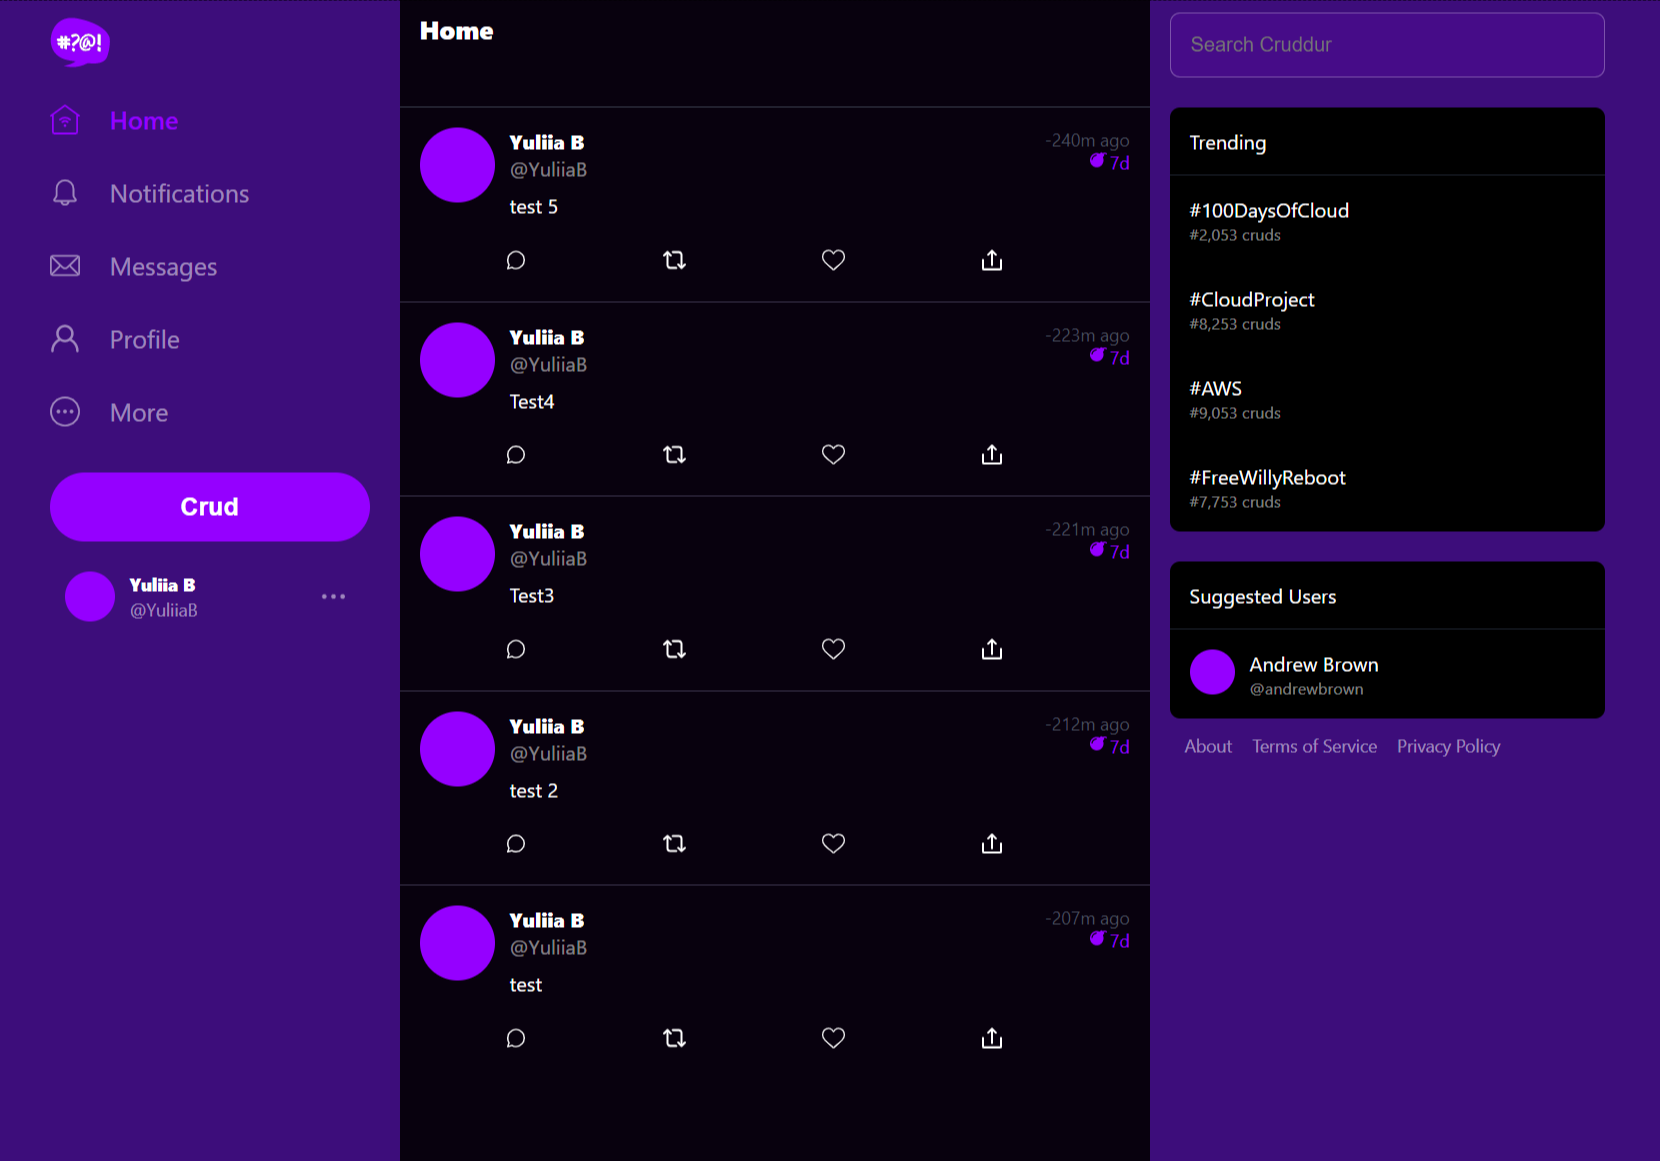 #?@!
Home
Notifications
Messages
Profile
More
Crud
Yuliia B
@YuliiaB
Home
Yuliia B
@YuliiaB
-240m ago
7d
test 5
Yuliia B
@YuliiaB
-223m ago
7d
Test4
Yuliia B
@YuliiaB
-221m ago
7d
Test3
Yuliia B
@YuliiaB
-212m ago
7d
test 2
Yuliia B
@YuliiaB
-207m ago
7d
test
Search Cruddur
Trending
#100DaysOfCloud
#2,053 cruds
#CloudProject
#8,253 cruds
#AWS
#9,053 cruds
#FreeWillyReboot
#7,753 cruds
Suggested Users
Andrew Brown
@andrewbrown
About Terms of Service Privacy Policy